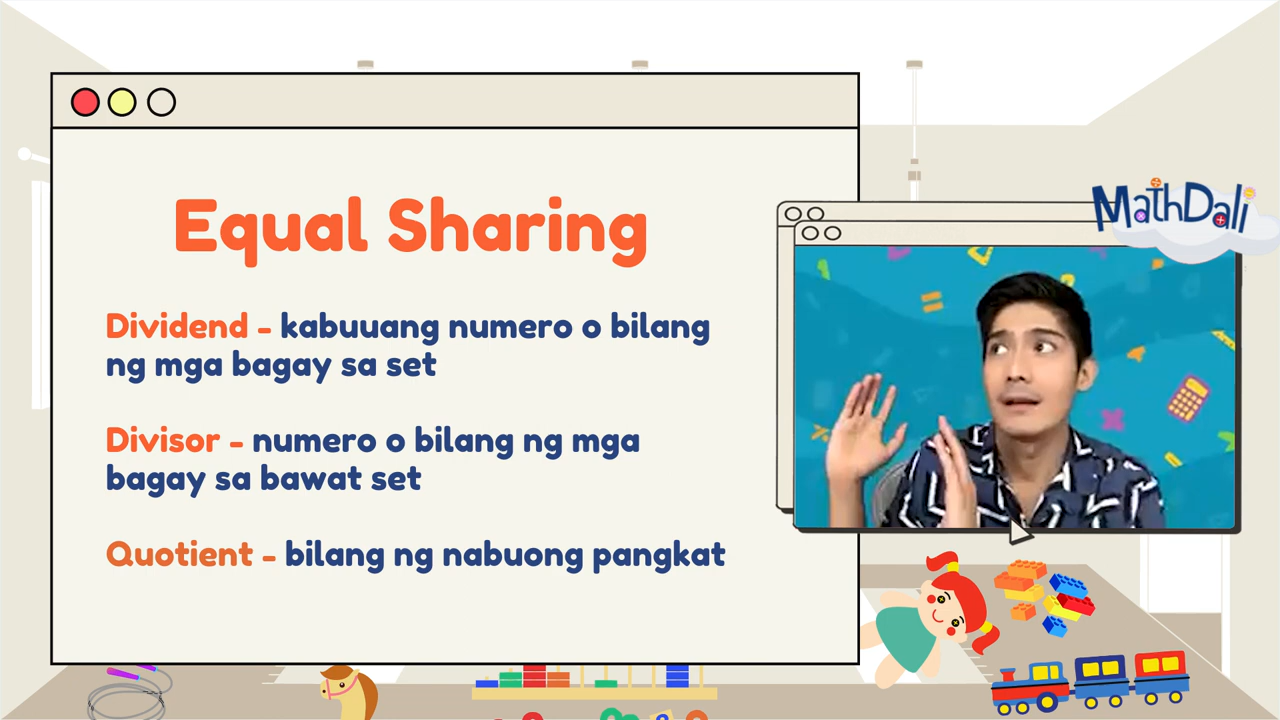 Equal Sharing
Dividend - kabuuang numero o bilang
ng mga bagay sa set
Divisor - numero o bilang ng mga
bagay sa bawat set
Quotient - bilang ng nabuong pangkat
MathDali